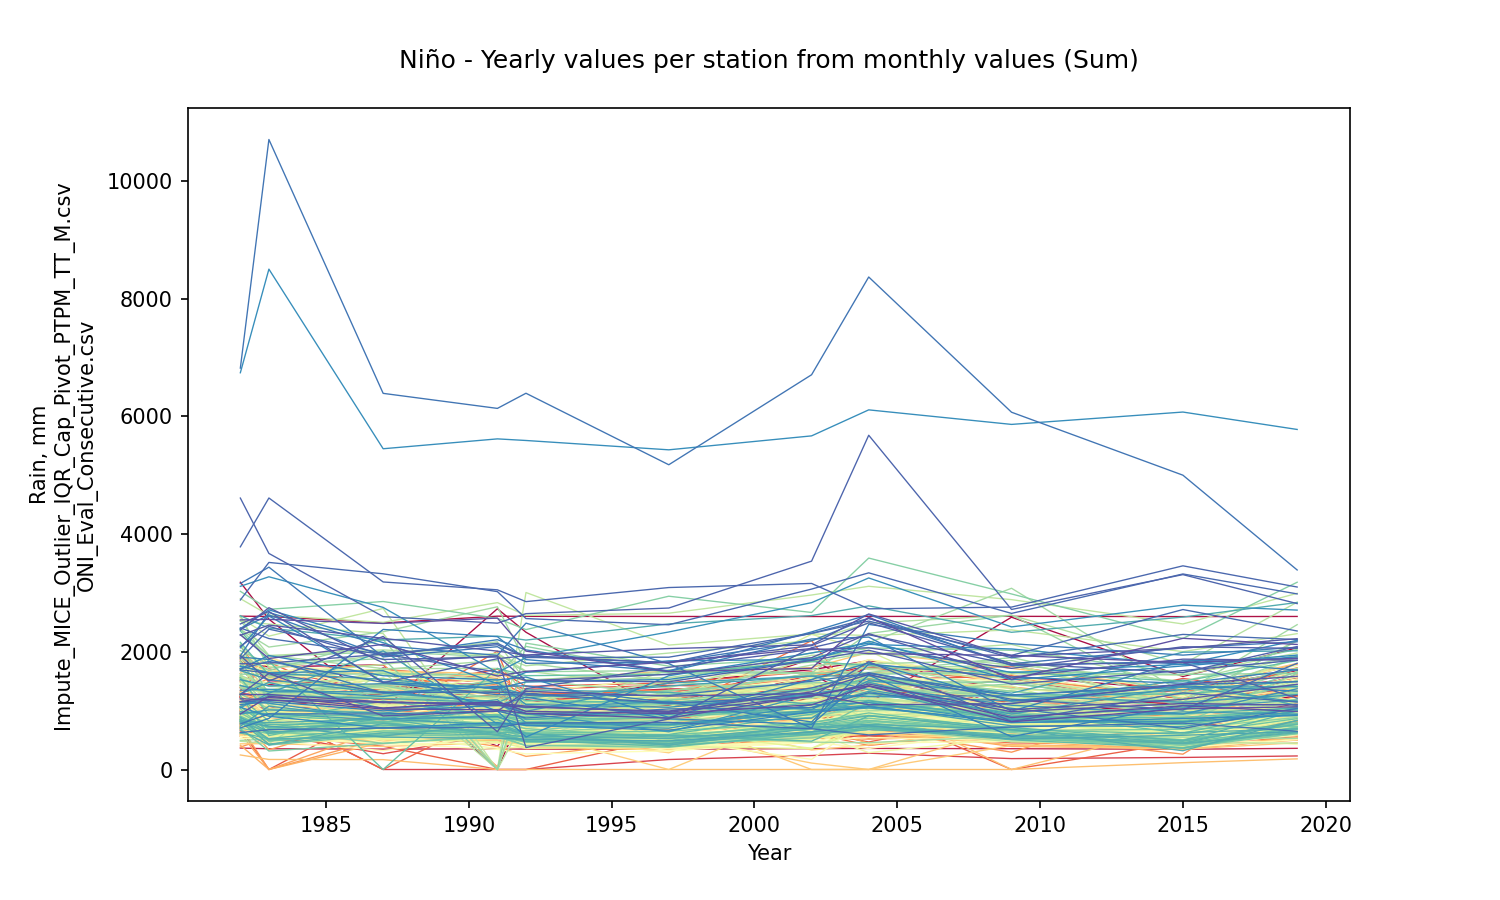 Niño - Yearly values per station from monthly values (Sum)
Rain, mm
Impute_MICE_Outlier_IQR_Cap_Pivot_PTPM_TT_M.csv
ONI_Eval_Consecutive.csv
10000
8000
6000
4000
2000
0
1985
1990
1995
2000
2005
2010
2015
2020
Year